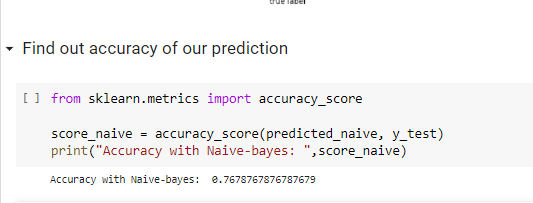 true label
Find out accuracy of our prediction
[ ] from sklearn.metrics import accuracy_score
score_naive = accuracy_score(predicted_naive, y_test)
print("Accuracy with Naive-bayes: ",score_naive)
Accuracy with Naive-bayes:  0.7678767876787679